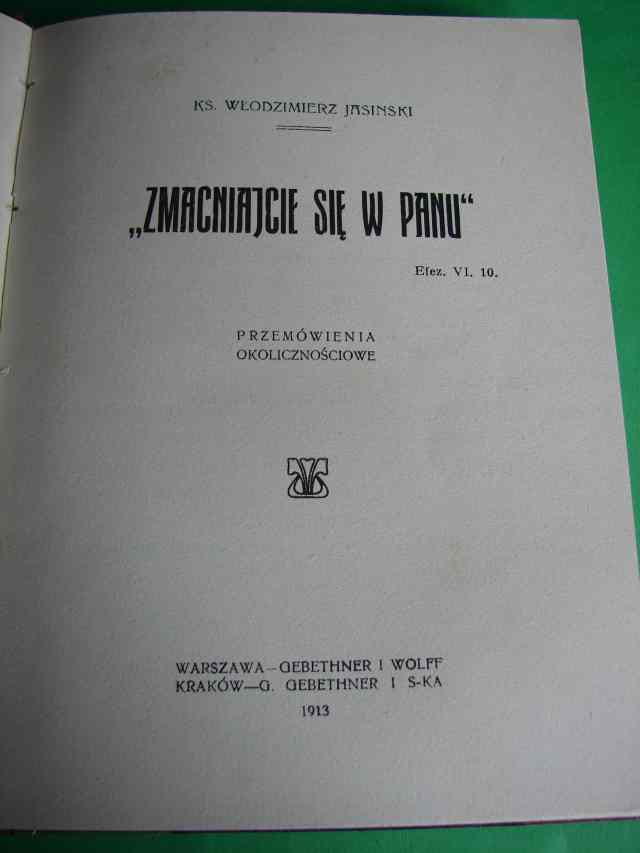 KS. WŁODZIMIERZ JASINSKI
„ZMACNIAJCIE SIĘ W PANU“
Efez. VI. 10.
PRZEMÓWIENIA
OKOLICZNOŚCIOWE
WARSZAWA—GEBETHNER I WOLFF
KRAKÓW—G. GEBETHNER I S-KA
1913